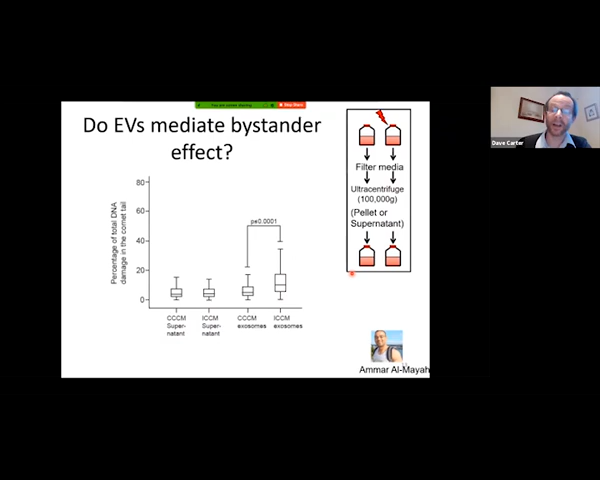 You are screen sharing
Stop Share
Do EVs mediate bystander
effect?
Percentage of total DNA
damage in the comet tail
80
60
40
20
0
p≤0.0001
CCCM
Super-
natant
ICCM
Super-
natant
CCCM
exosomes
ICCM
exosomes
Filter media
Ultracentrifuge
(100,000g)
(Pellet or
Supernatant)
Ammar Al-Mayah
Dave Carter